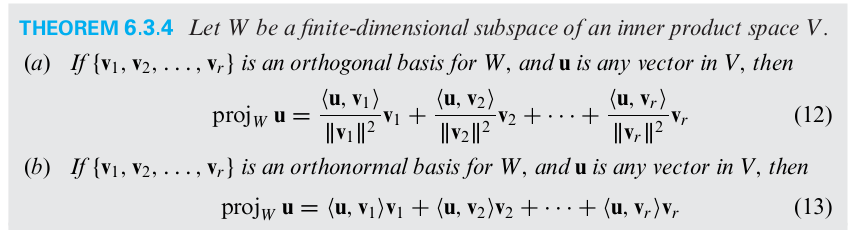 THEOREM 6.3.4 Let W be a finite-dimensional subspace of an inner product space V.
(a) If {v₁, v₂, . . . , vᵣ} is an orthogonal basis for W, and u is any vector in V, then
proj_W u = ⟨u, v₁⟩/‖v₁‖² v₁ + ⟨u, v₂⟩/‖v₂‖² v₂ + · · · + ⟨u, vᵣ⟩/‖vᵣ‖² vᵣ (12)
(b) If {v₁, v₂, . . . , vᵣ} is an orthonormal basis for W, and u is any vector in V, then
proj_W u = ⟨u, v₁⟩v₁ + ⟨u, v₂⟩v₂ + · · · + ⟨u, vᵣ⟩vᵣ (13)